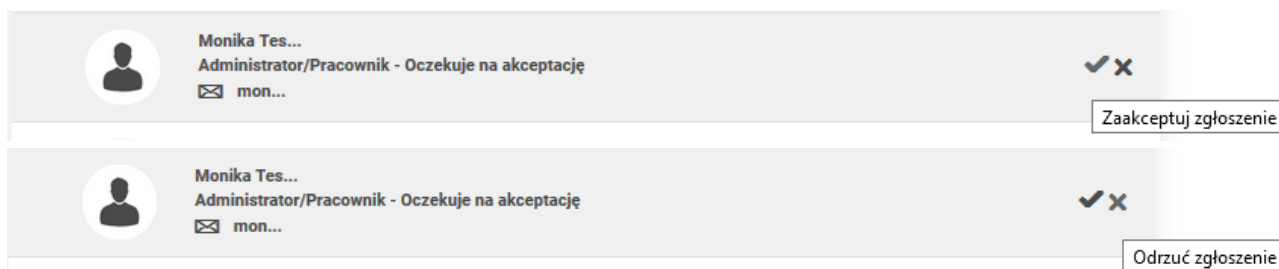 Monika Tes...
Administrator/Pracownik - Oczekuje na akceptację
mon...
Zaakceptuj zgłoszenie
Monika Tes...
Administrator/Pracownik - Oczekuje na akceptację
mon...
Odrzuć zgłoszenie